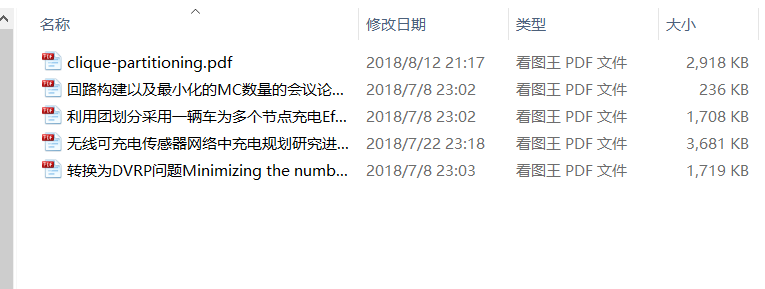 名称 修改日期 类型 大小
clique-partitioning.pdf 2018/8/12 21:17 看图王 PDF 文件 2,918 KB
回路构建以及最小化的MC数量的会议论... 2018/7/8 23:02 看图王 PDF 文件 236 KB
利用团划分采用一辆车为多个节点充电Ef... 2018/7/8 23:02 看图王 PDF 文件 1,708 KB
无线可充电传感器网络中充电规划研究进... 2018/7/22 23:18 看图王 PDF 文件 3,681 KB
转换为DVRP问题Minimizing the numb... 2018/7/8 23:03 看图王 PDF 文件 1,719 KB